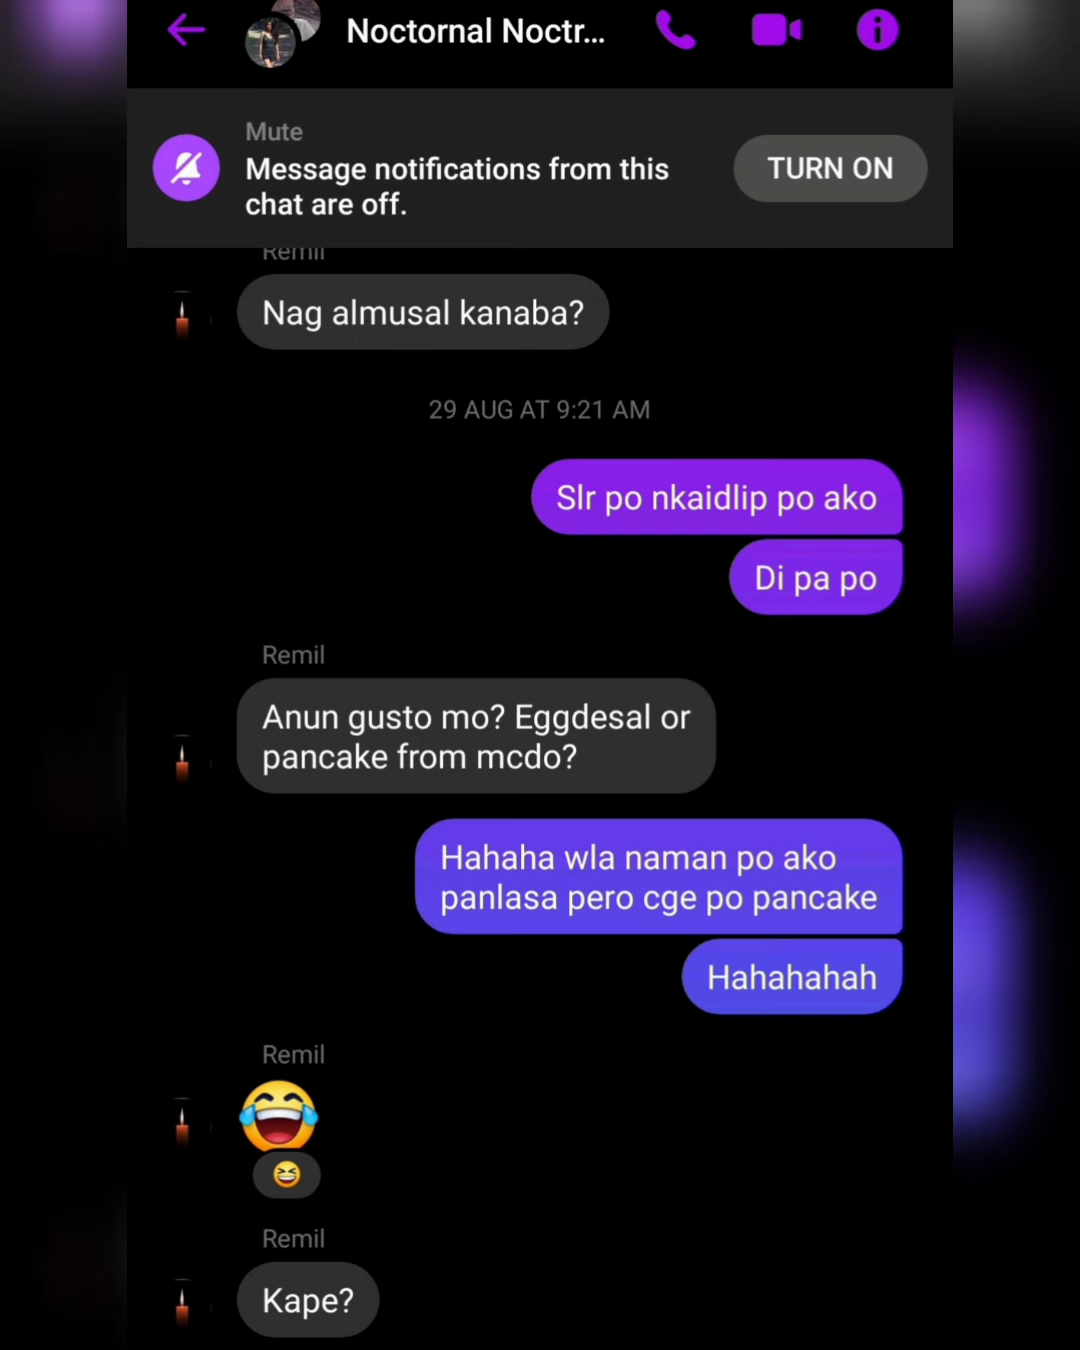 Noctornal Noctr...
Mute
Message notifications from this
chat are off.
TURN ON
Remil
Nag almusal kanaba?
29 AUG AT 9:21 AM
Slr po nkaidlip po ako
Di pa po
Remil
Anun gusto mo? Eggdesal or
pancake from mcdo?
Hahaha wla naman po ako
panlasa pero cge po pancake
Hahahahah
Remil
Remil
Kape?